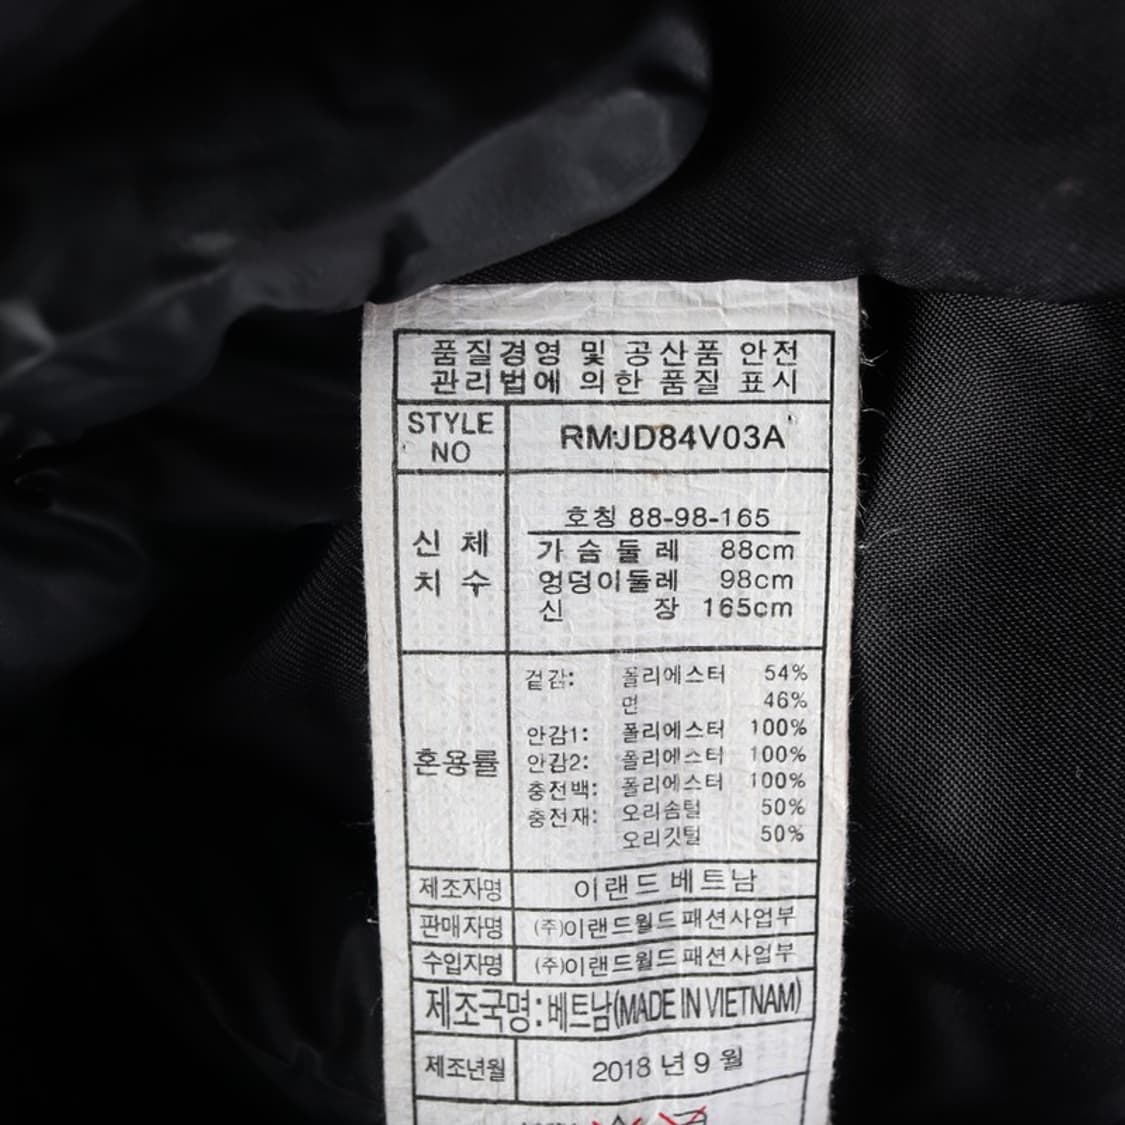 품질경영 및 공산품 안전
관리법에 의한 품질 표시
STYLE NO RMJD84V03A
신체 치수
호칭 88-98-165
가슴둘레 88cm
엉덩이둘레 98cm
신장 165cm
혼용률
겉감: 폴리에스터 54%
면 46%
안감1: 폴리에스터 100%
안감2: 폴리에스터 100%
충전백: 폴리에스터 100%
충전재: 오리솜털 50%
오리깃털 50%
제조자명 이랜드베트남
판매자명 (주)이랜드월드패션사업부
수입자명 (주)이랜드월드패션사업부
제조국명:베트남(MADE IN VIETNAM)
제조년월 2018년 9월